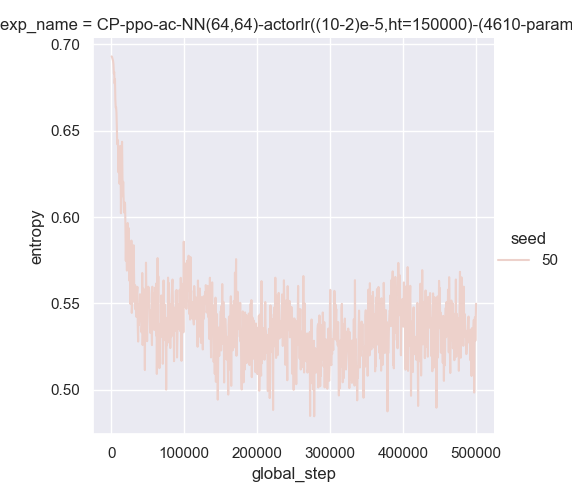 exp_name = CP-ppo-ac-NN(64,64)-actorlr((10-2)e-5,ht=150000)-(4610-param
0.70
0.65
0.60
0.55
0.50
entropy
0 100000 200000 300000 400000 500000
global_step
seed
50